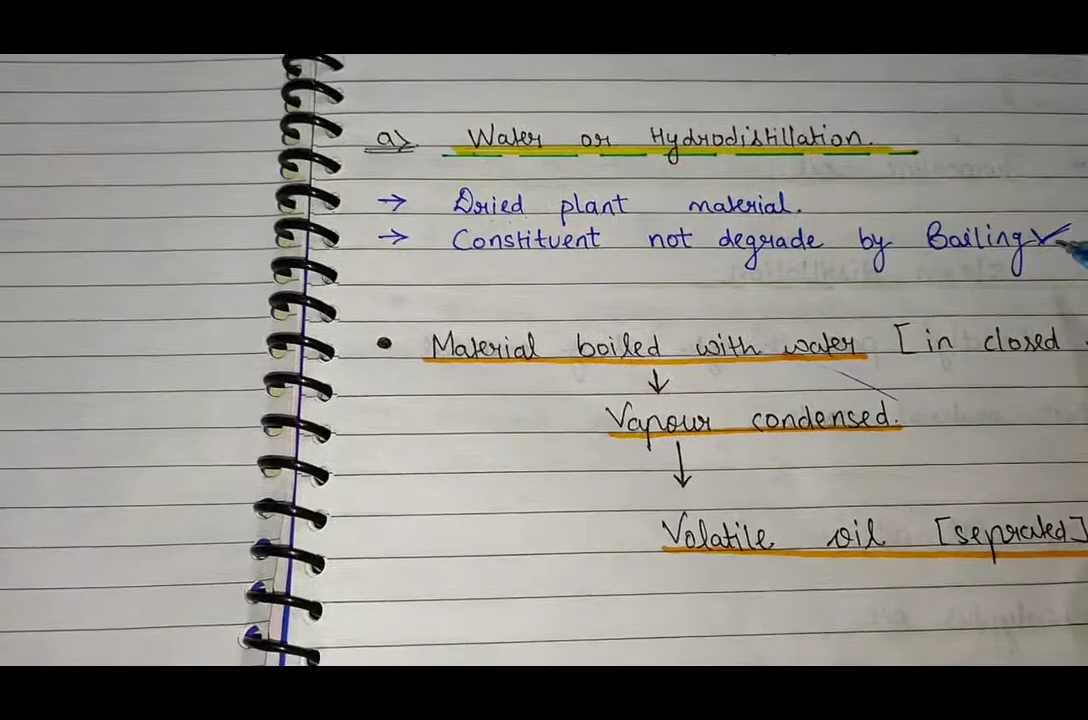 a> Water or Hydrodistillation.
→ Dried plant material.
→ Constituent not degrade by Boiling ✓
• Material boiled with water [in closed
↓
Vapour condensed.
↓
Volatile oil [seprated]